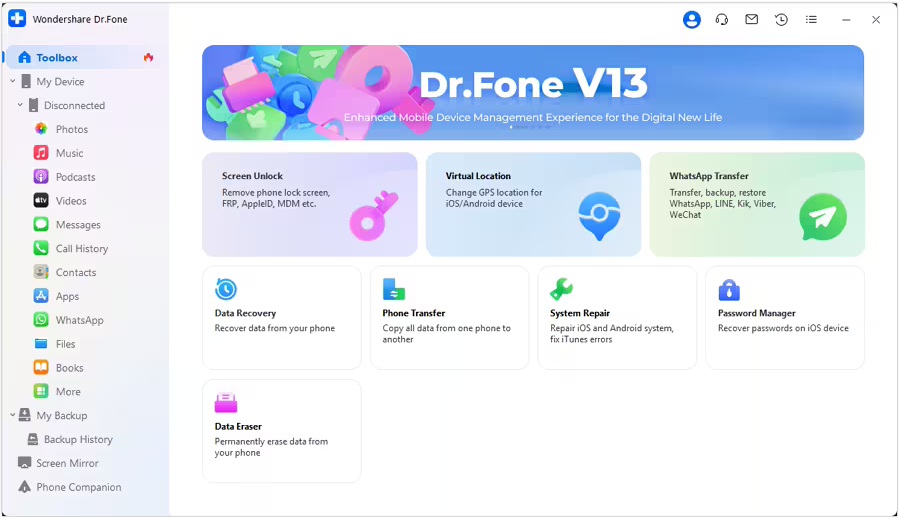 Wondershare Dr.Fone
Toolbox
My Device
Disconnected
Photos
Music
Podcasts
tv
Videos
Messages
Call History
Contacts
Apps
WhatsApp
Files
Books
More
My Backup
Backup History
Screen Mirror
Phone Companion
Dr.Fone V13
Enhanced Mobile Device Management Experience for the Digital New Life
Screen Unlock
Remove phone lock screen,
FRP, AppleID, MDM etc.
Virtual Location
Change GPS location for
iOS/Android device
WhatsApp Transfer
Transfer, backup, restore
WhatsApp, LINE, Kik, Viber,
WeChat
Data Recovery
Recover data from your phone
Phone Transfer
Copy all data from one phone to
another
System Repair
Repair iOS and Android system,
fix iTunes errors
Password Manager
Recover passwords on iOS device
Data Eraser
Permanently erase data from
your phone